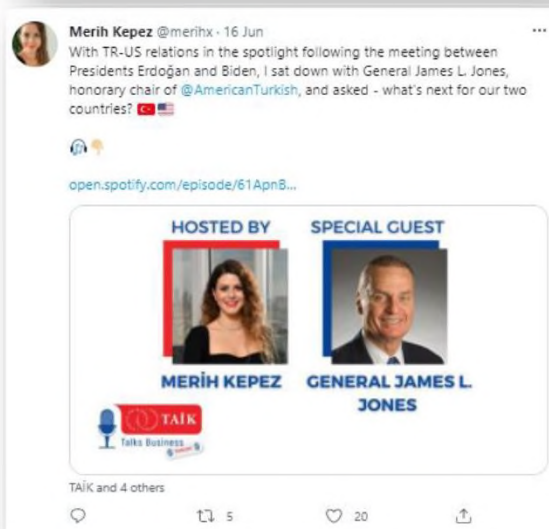 Merih Kepez @merihx · 16 Jun
With TR-US relations in the spotlight following the meeting between
Presidents Erdoğan and Biden, I sat down with General James L. Jones,
honorary chair of @AmericanTurkish, and asked - what's next for our two
countries? 🇹🇷🇺🇸
open.spotify.com/episode/61ApnB...
HOSTED BY
SPECIAL GUEST
MERİH KEPEZ
GENERAL JAMES L.
JONES
TAİK
Talks Business
TAİK and 4 others
5
20